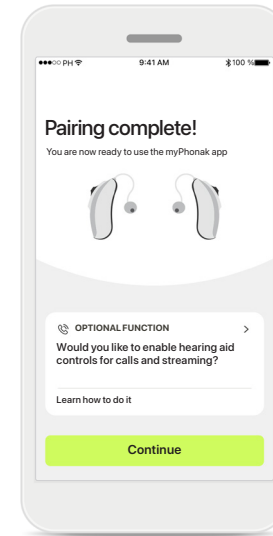 ●●●○○ PH 9:41 AM 100 %
Pairing complete!
You are now ready to use the myPhonak app
OPTIONAL FUNCTION
Would you like to enable hearing aid
controls for calls and streaming?
Learn how to do it
Continue